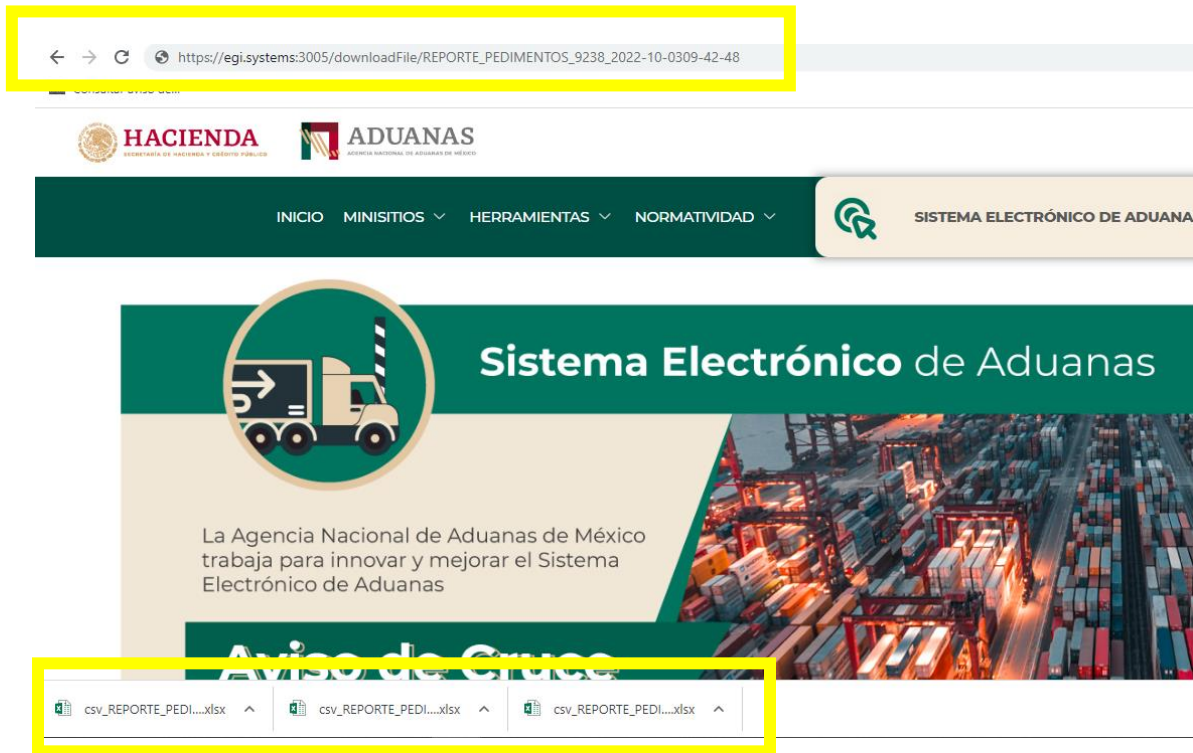 https://egi.systems:3005/downloadFile/REPORTE_PEDIMENTOS_9238_2022-10-0309-42-48
HACIENDA
SECRETARÍA DE HACIENDA Y CRÉDITO PÚBLICO
ADUANAS
AGENCIA NACIONAL DE ADUANAS DE MÉXICO
INICIO MINISITIOS HERRAMIENTAS NORMATIVIDAD
SISTEMA ELECTRÓNICO DE ADUANA
Sistema Electrónico de Aduanas
La Agencia Nacional de Aduanas de México
trabaja para innovar y mejorar el Sistema
Electrónico de Aduanas
Aviso de Cruce
csv_REPORTE_PEDI....xlsx csv_REPORTE_PEDI....xlsx csv_REPORTE_PEDI....xlsx